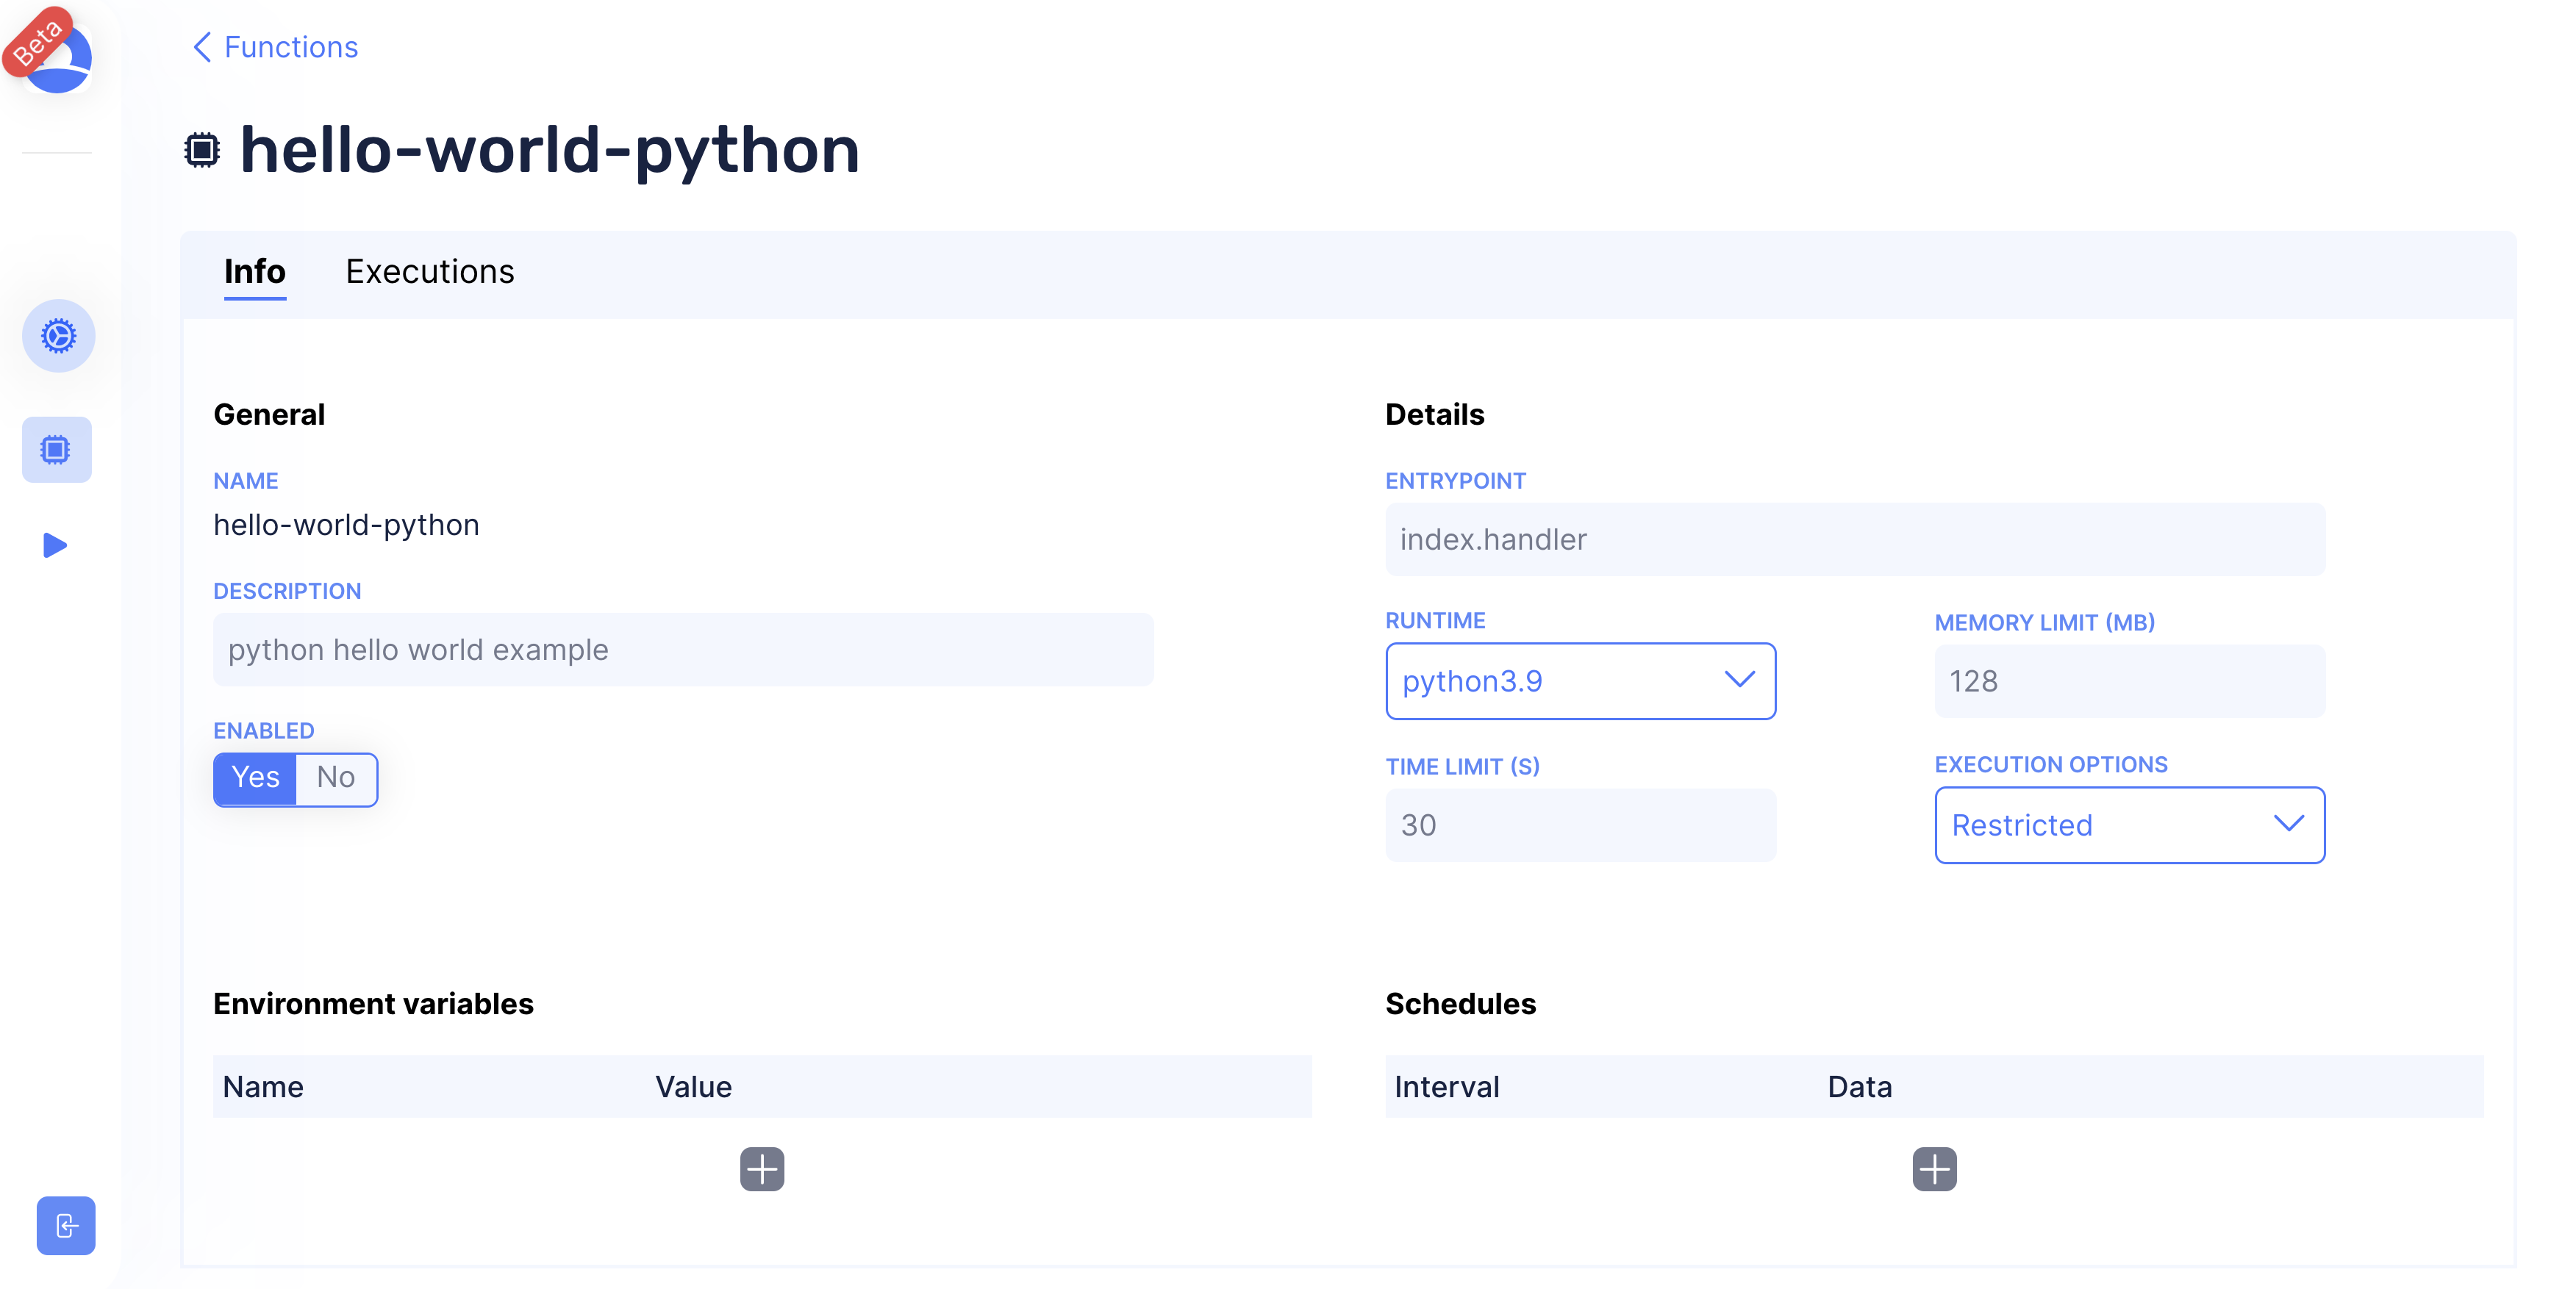 Beta
Functions
hello-world-python
Info Executions
General
NAME
hello-world-python
DESCRIPTION
python hello world example
ENABLED
Yes No
Details
ENTRYPOINT
index.handler
RUNTIME
python3.9
MEMORY LIMIT (MB)
128
TIME LIMIT (S)
30
EXECUTION OPTIONS
Restricted
Environment variables
Name Value
Schedules
Interval Data